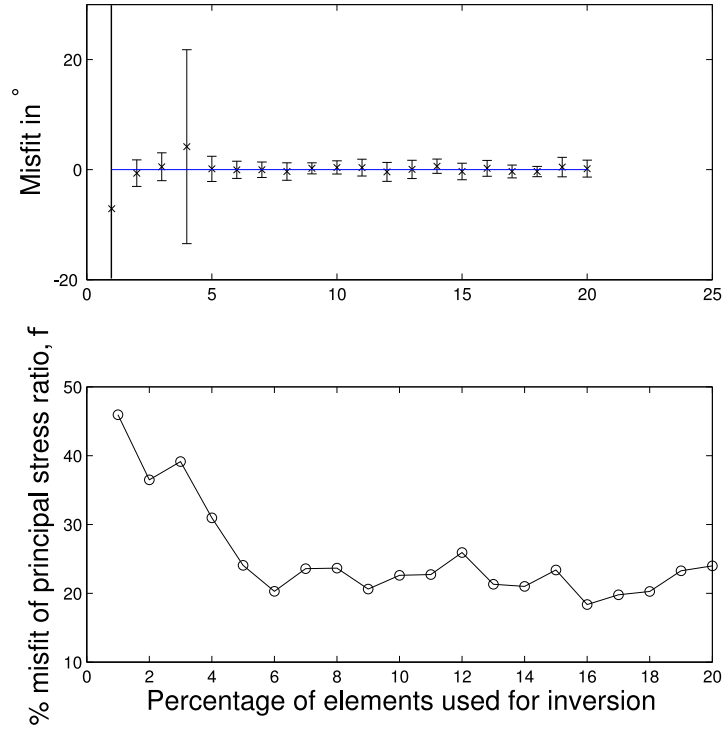 Misfit in °
20
0
-20
0 5 10 15 20 25
% misfit of principal stress ratio, f
50
40
30
20
10
0 2 4 6 8 10 12 14 16 18 20
Percentage of elements used for inversion